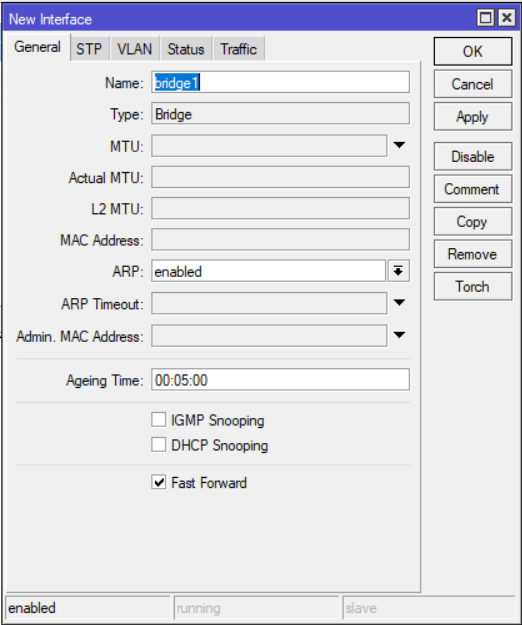 New Interface
General STP VLAN Status Traffic
OK
Name: bridge1
Cancel
Type: Bridge
Apply
MTU:
Disable
Actual MTU:
Comment
L2 MTU:
Copy
MAC Address:
Remove
ARP: enabled
Torch
ARP Timeout:
Admin. MAC Address:
Ageing Time: 00:05:00
IGMP Snooping
DHCP Snooping
Fast Forward
enabled running slave